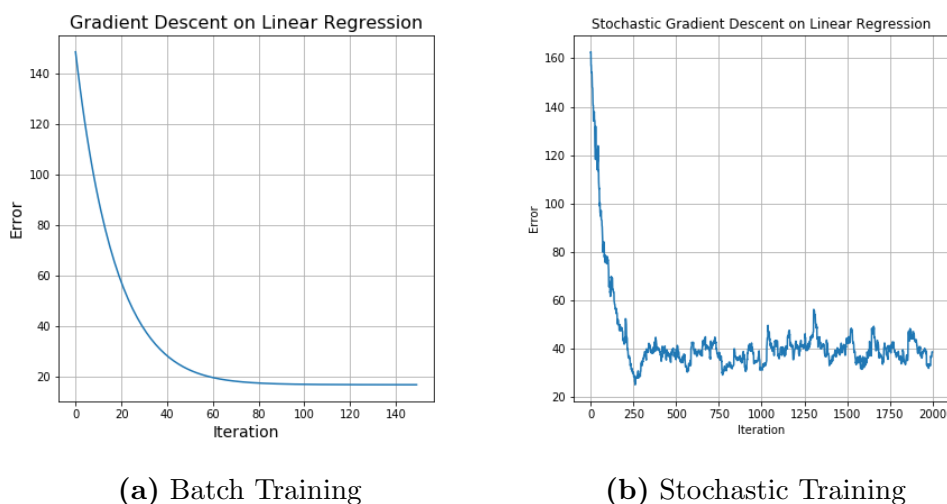 Gradient Descent on Linear Regression
140
120
100
80
60
40
20
Error
0 20 40 60 80 100 120 140
Iteration
(a) Batch Training
Stochastic Gradient Descent on Linear Regression
160
140
120
100
80
60
40
20
Error
0 250 500 750 1000 1250 1500 1750 2000
Iteration
(b) Stochastic Training